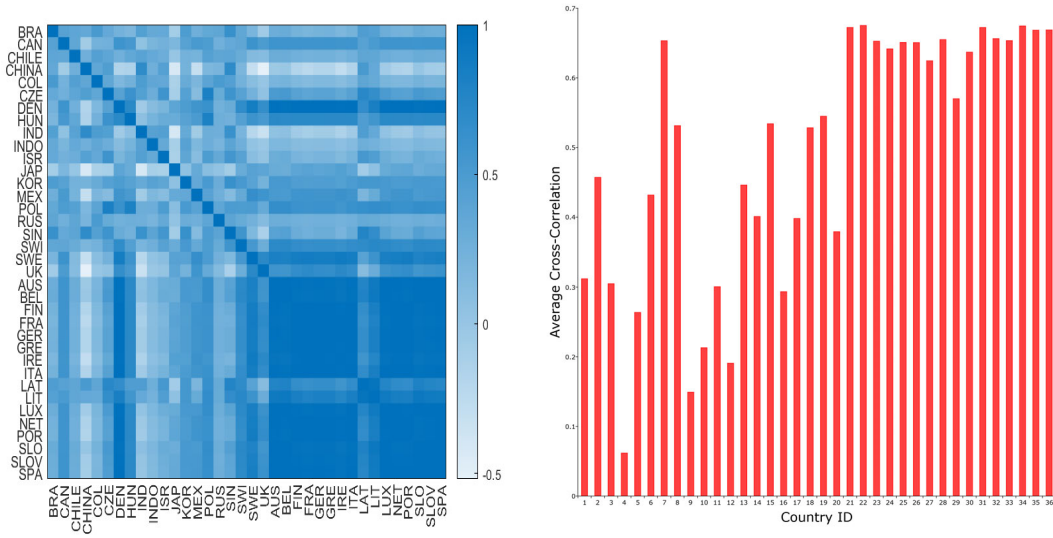 BRA
CAN
CHILE
CHINA
COL
CZE
DEN
HUN
IND
INDO
ISR
JAP
KOR
MEX
POL
RUS
SIN
SWI
SWE
UK
AUS
BEL
FIN
FRA
GER
GRE
IRE
ITA
LAT
LIT
LUX
NET
POR
SLO
SLOV
SPA
BRA CAN CHILE CHINA COL CZE DEN HUN IND INDO ISR JAP KOR MEX POL RUS SIN SWI SWE UK AUS BEL FIN FRA GER GRE IRE ITA LAT LIT LUX NET POR SLO SLOV SPA
1
0.5
0
-0.5
Average Cross-Correlation
0.7
0.6
0.5
0.4
0.3
0.2
0.1
0
1 2 3 4 5 6 7 8 9 10 11 12 13 14 15 16 17 18 19 20 21 22 23 24 25 26 27 28 29 30 31 32 33 34 35 36
Country ID